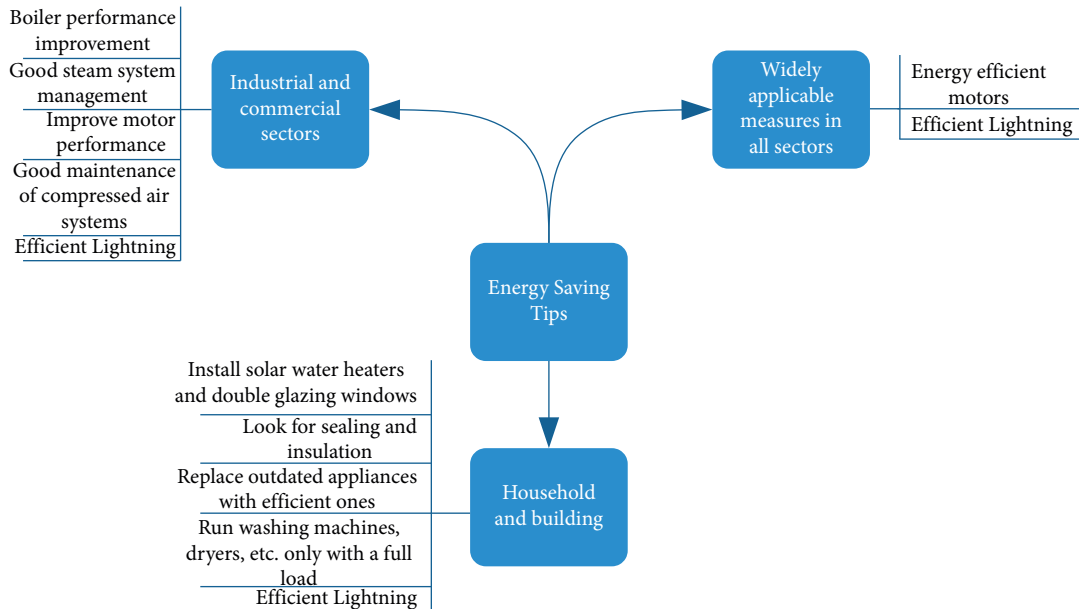 Boiler performance
improvement
Good steam system
management
Improve motor
performance
Good maintenance
of compressed air
systems
Efficient Lightning
Industrial and
commercial
sectors
Widely
applicable
measures in
all sectors
Energy efficient
motors
Efficient Lightning
Energy Saving
Tips
Install solar water heaters
and double glazing windows
Look for sealing and
insulation
Replace outdated appliances
with efficient ones
Run washing machines,
dryers, etc. only with a full
load
Efficient Lightning
Household
and building